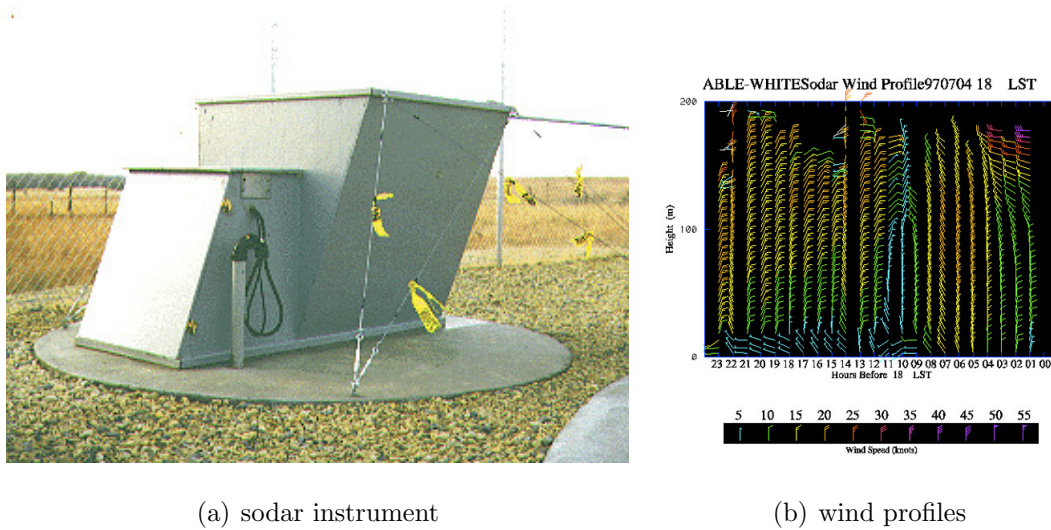 ABLE-WHITESodar Wind Profile970704 18 LST
200
100
0
Height (m)
23 22 21 20 19 18 17 16 15 14 13 12 11 10 09 08 07 06 05 04 03 02 01 00
Hours Before 18 LST
5 10 15 20 25 30 35 40 45 50 55
Wind Speed (knots)
(a) sodar instrument
(b) wind profiles